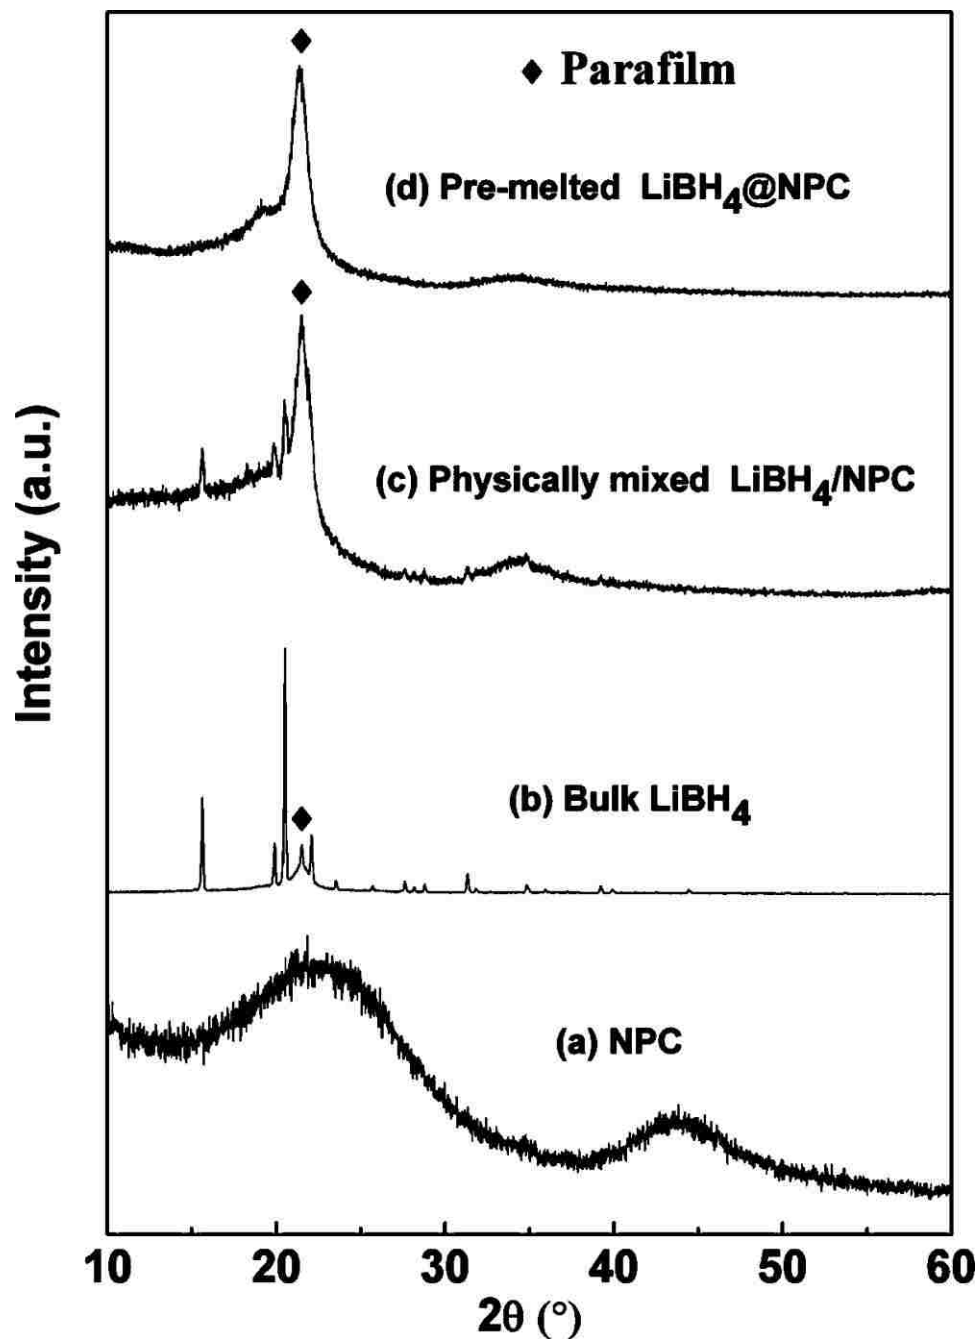 ◆ Parafilm
(d) Pre-melted LiBH₄@NPC
(c) Physically mixed LiBH₄/NPC
(b) Bulk LiBH₄
(a) NPC
Intensity (a.u.)
10 20 30 40 50 60
2θ (°)